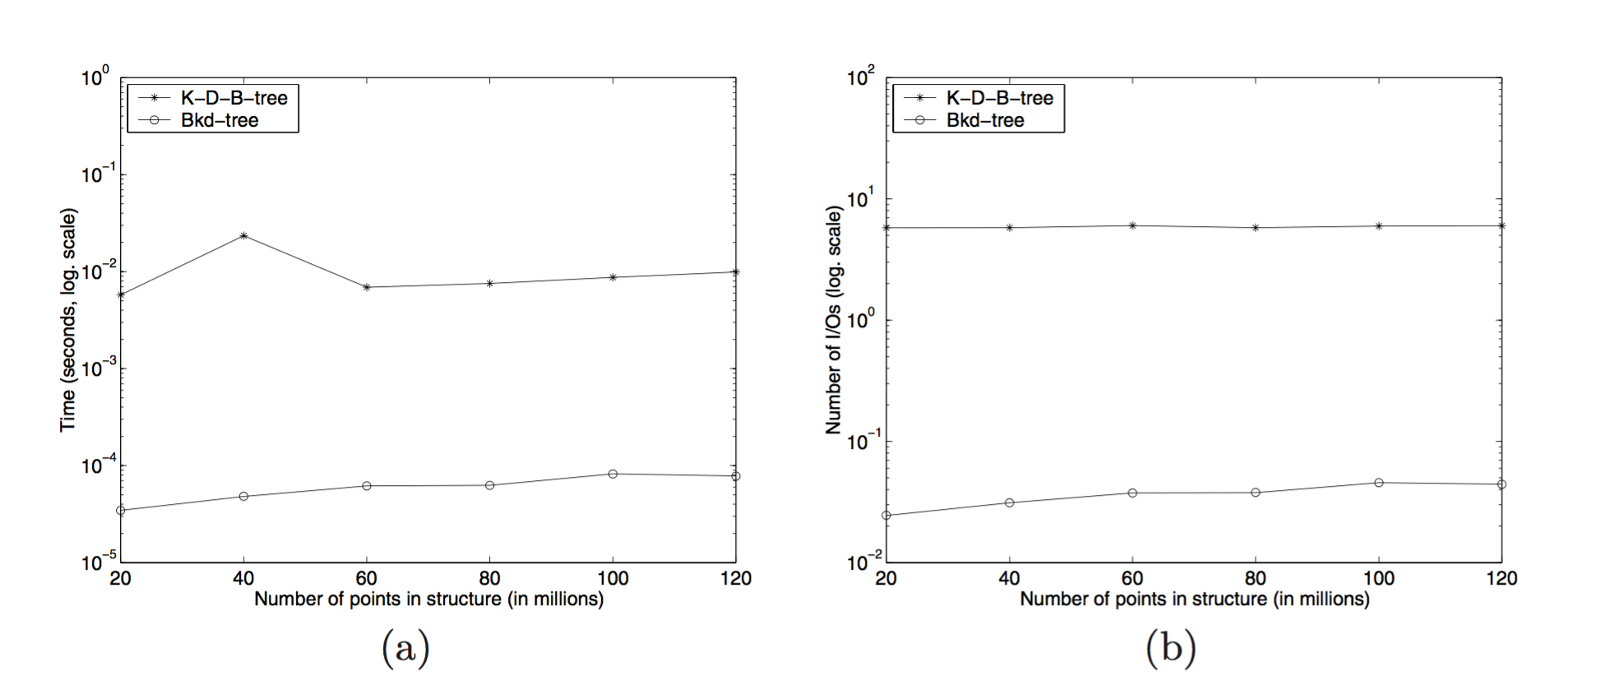 10^0
K-D-B-tree
Bkd-tree
10^-1
10^-2
10^-3
10^-4
10^-5
Time (seconds, log. scale)
20 40 60 80 100 120
Number of points in structure (in millions)
(a)
10^2
K-D-B-tree
Bkd-tree
10^1
10^0
10^-1
10^-2
Number of I/Os (log. scale)
20 40 60 80 100 120
Number of points in structure (in millions)
(b)